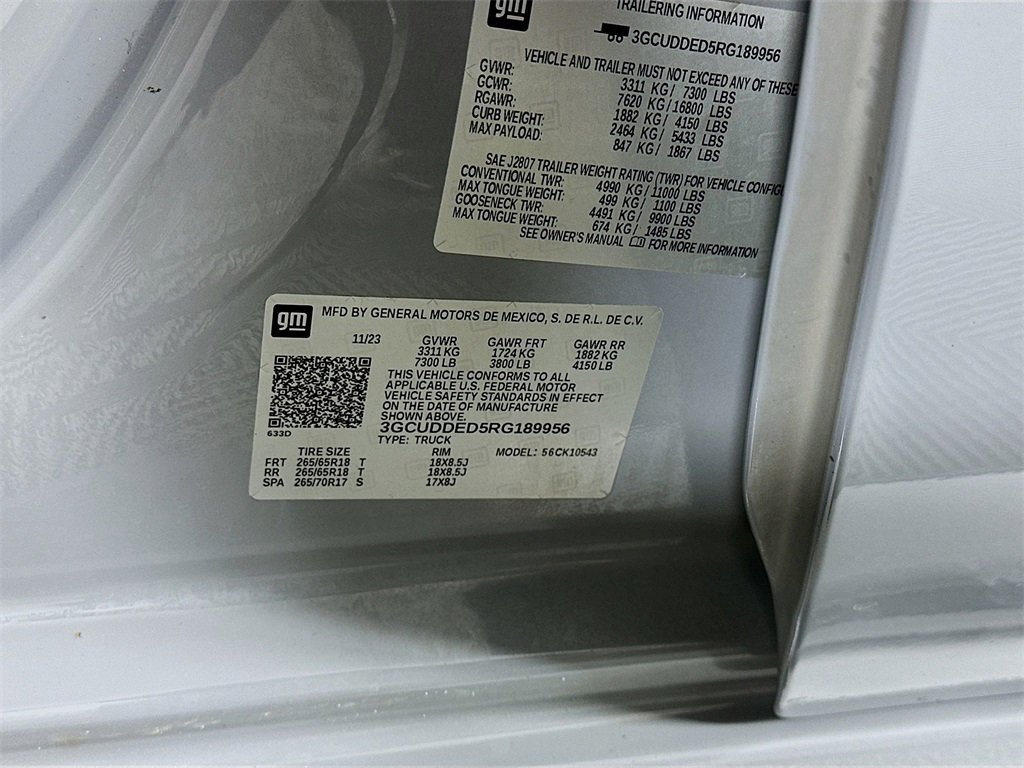 gm
TRAILERING INFORMATION
3GCUDDED5RG189956
VEHICLE AND TRAILER MUST NOT EXCEED ANY OF THESE
GVWR: 3311 KG / 7300 LBS
GCWR: 7620 KG / 16800 LBS
RGAWR: 1882 KG / 4150 LBS
CURB WEIGHT: 2464 KG / 5433 LBS
MAX PAYLOAD: 847 KG / 1867 LBS
SAE J2807 TRAILER WEIGHT RATING (TWR) FOR VEHICLE
CONVENTIONAL TWR: 4990 KG / 11000 LBS
MAX TONGUE WEIGHT: 499 KG / 1100 LBS
GOOSENECK TWR: 4491 KG / 9900 LBS
MAX TONGUE WEIGHT: 674 KG / 1485 LBS
SEE OWNER'S MANUAL FOR MORE INFORMATION
gm MFD BY GENERAL MOTORS DE MEXICO, S. DE R.L. DE C.V.
11/23 GVWR GAWR FRT GAWR RR
3311 KG 1724 KG 1882 KG
7300 LB 3800 LB 4150 LB
THIS VEHICLE CONFORMS TO ALL
APPLICABLE U.S. FEDERAL MOTOR
VEHICLE SAFETY STANDARDS IN EFFECT
ON THE DATE OF MANUFACTURE
SHOWN ABOVE.
3GCUDDED5RG189956
633D
TYPE: TRUCK
TIRE SIZE RIM MODEL: 56CK10543
FRT 265/65R18 T 18X8.5J
RR 265/65R18 T 18X8.5J
SPA 265/70R17 S 17X8J